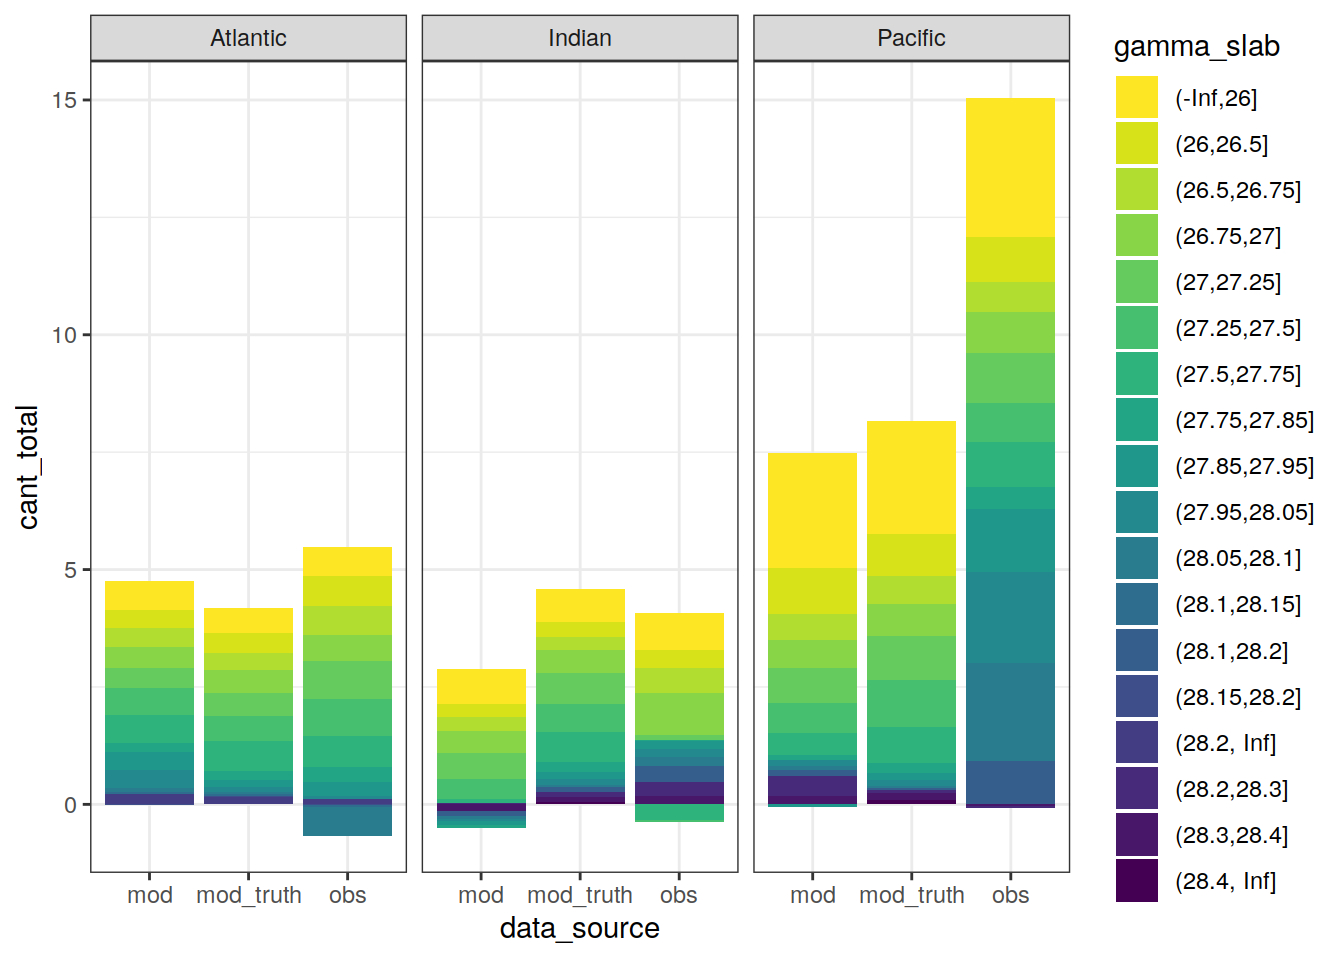 Atlantic
Indian
Pacific
gamma_slab
(-Inf,26]
(26,26.5]
(26.5,26.75]
(26.75,27]
(27,27.25]
(27.25,27.5]
(27.5,27.75]
(27.75,27.85]
(27.85,27.95]
(27.95,28.05]
(28.05,28.1]
(28.1,28.15]
(28.1,28.2]
(28.15,28.2]
(28.2, Inf]
(28.2,28.3]
(28.3,28.4]
(28.4, Inf]
15
10
5
0
cant_total
mod mod_truth obs
mod mod_truth obs
mod mod_truth obs
data_source